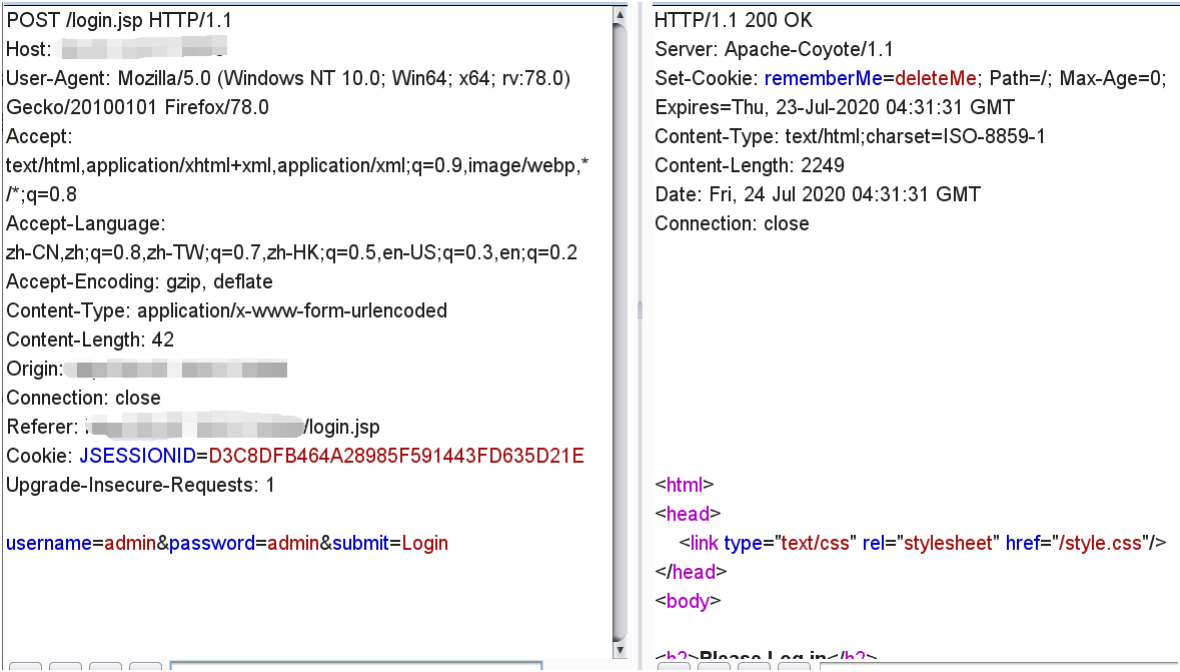 POST /login.jsp HTTP/1.1
Host:
User-Agent: Mozilla/5.0 (Windows NT 10.0; Win64; x64; rv:78.0)
Gecko/20100101 Firefox/78.0
Accept:
text/html,application/xhtml+xml,application/xml;q=0.9,image/webp,*
/*;q=0.8
Accept-Language:
zh-CN,zh;q=0.8,zh-TW;q=0.7,zh-HK;q=0.5,en-US;q=0.3,en;q=0.2
Accept-Encoding: gzip, deflate
Content-Type: application/x-www-form-urlencoded
Content-Length: 42
Origin:
Connection: close
Referer: /login.jsp
Cookie: JSESSIONID=D3C8DFB464A28985F591443FD635D21E
Upgrade-Insecure-Requests: 1
username=admin&password=admin&submit=Login
HTTP/1.1 200 OK
Server: Apache-Coyote/1.1
Set-Cookie: rememberMe=deleteMe; Path=/; Max-Age=0;
Expires=Thu, 23-Jul-2020 04:31:31 GMT
Content-Type: text/html;charset=ISO-8859-1
Content-Length: 2249
Date: Fri, 24 Jul 2020 04:31:31 GMT
Connection: close
<html>
<head>
<link type="text/css" rel="stylesheet" href="/style.css"/>
</head>
<body>
<h2>Please Log in</h2>